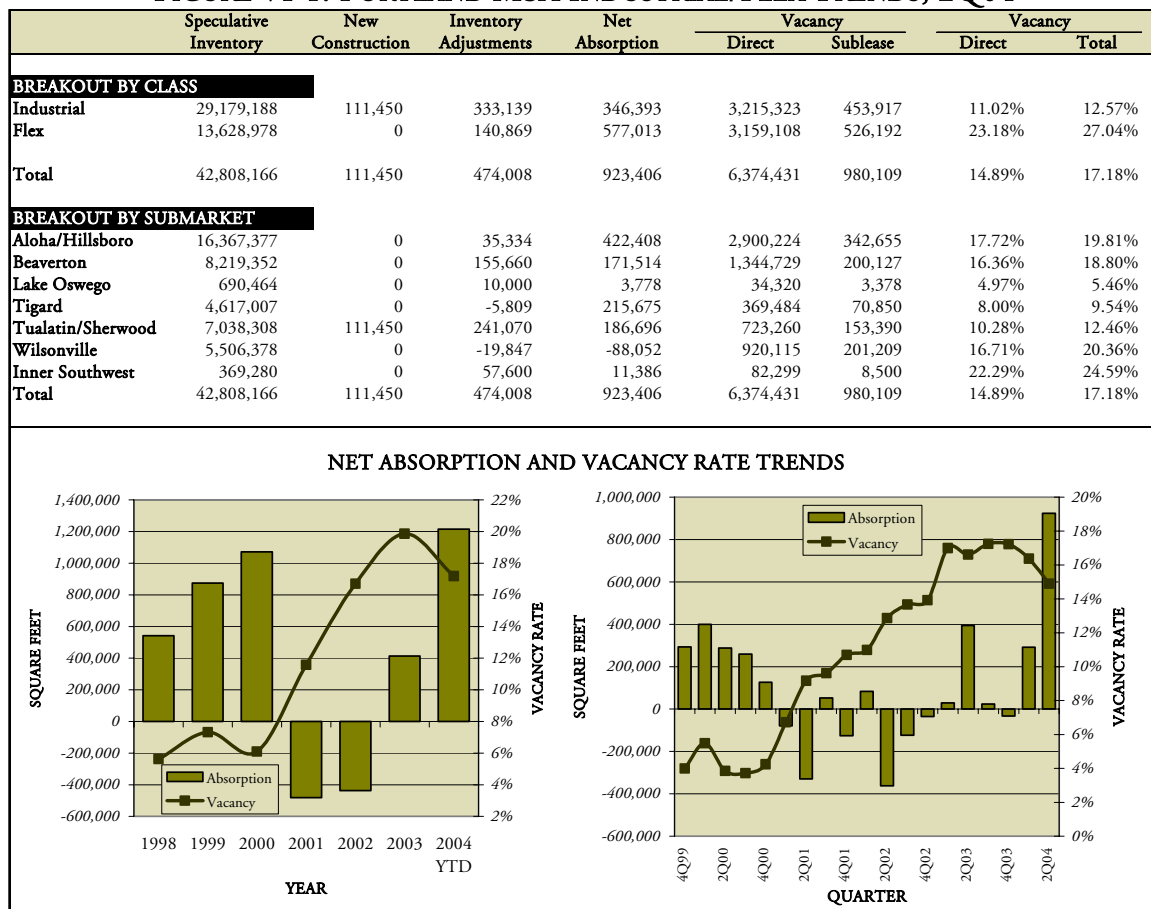 Speculative New Inventory Net Vacancy Vacancy
Inventory Construction Adjustments Absorption Direct Sublease Direct Total
BREAKOUT BY CLASS
Industrial 29,179,188 111,450 333,139 346,393 3,215,323 453,917 11.02% 12.57%
Flex 13,628,978 0 140,869 577,013 3,159,108 526,192 23.18% 27.04%
Total 42,808,166 111,450 474,008 923,406 6,374,431 980,109 14.89% 17.18%
BREAKOUT BY SUBMARKET
Aloha/Hillsboro 16,367,377 0 35,334 422,408 2,900,224 342,655 17.72% 19.81%
Beaverton 8,219,352 0 155,660 171,514 1,344,729 200,127 16.36% 18.80%
Lake Oswego 690,464 0 10,000 3,778 34,320 3,378 4.97% 5.46%
Tigard 4,617,007 0 -5,809 215,675 369,484 70,850 8.00% 9.54%
Tualatin/Sherwood 7,038,308 111,450 241,070 186,696 723,260 153,390 10.28% 12.46%
Wilsonville 5,506,378 0 -19,847 -88,052 920,115 201,209 16.71% 20.36%
Inner Southwest 369,280 0 57,600 11,386 82,299 8,500 22.29% 24.59%
Total 42,808,166 111,450 474,008 923,406 6,374,431 980,109 14.89% 17.18%
NET ABSORPTION AND VACANCY RATE TRENDS
1,400,000 22%
1,200,000 20%
1,000,000 18%
800,000 16%
600,000 14%
400,000 12%
200,000 10%
0 8%
-200,000 6%
-400,000 4%
-600,000 2%
SQUARE FEET
VACANCY RATE
Absorption
Vacancy
1998 1999 2000 2001 2002 2003 2004
YTD
YEAR
1,000,000 20%
800,000 18%
600,000 16%
400,000 14%
200,000 12%
0 10%
-200,000 8%
-400,000 6%
-600,000 4%
2%
0%
SQUARE FEET
VACANCY RATE
Absorption
Vacancy
4Q99 2Q00 4Q00 2Q01 4Q01 2Q02 4Q02 2Q03 4Q03 2Q04
QUARTER